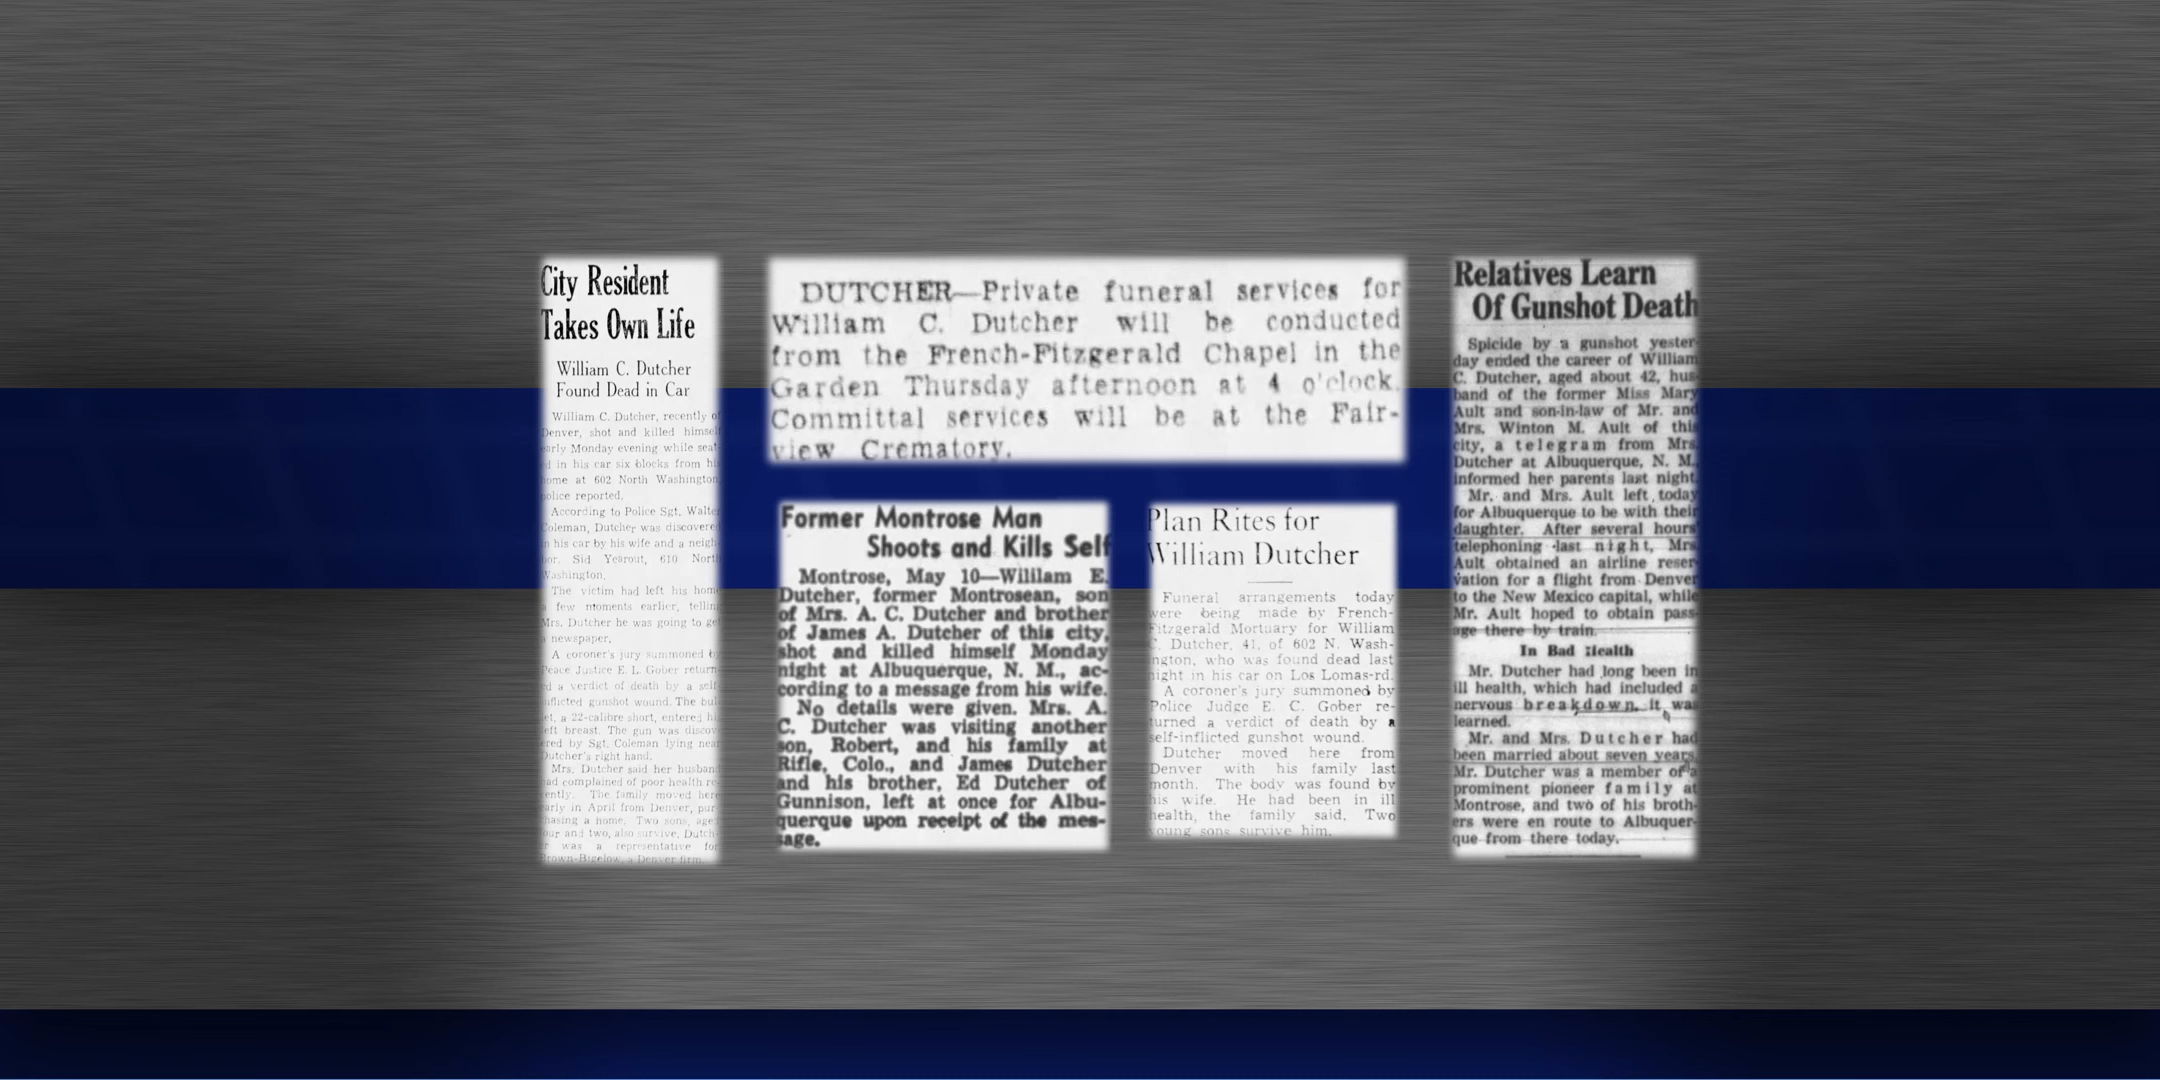 City Resident
Takes Own Life
William C. Dutcher
Found Dead in Car
William C. Dutcher, recently of
Denver, shot and killed himself
early Monday evening while seat-
ed in his car six blocks from his
home at 602 North Washington,
police reported.
According to Police Sgt. Walter
Coleman, Dutcher was discovered
in his car by his wife and a neigh-
bor. Sid Yearout, 610 North
Washington.
The victim had left his home
a few moments earlier, telling
Mrs. Dutcher he was going to get
a newspaper.
A coroner's jury summoned by
Peace Justice E. L. Gober return-
ed a verdict of death by a self-
inflicted gunshot wound. The bul-
let, a 22-calibre short, entered his
left breast. The gun was discov-
ered by Sgt. Coleman lying near
Dutcher's right hand.
Mrs. Dutcher said her husband
had complained of poor health re-
cently. The family moved here
early in April from Denver, pur-
chasing a home. Two sons, aged
four and two, also survive. Dutch-
er was a representative for
Brown-Bigelow, a Denver firm.
DUTCHER—Private funeral services for
William C. Dutcher will be conducted
from the French-Fitzgerald Chapel in the
Garden Thursday afternoon at 4 o'clock.
Committal services will be at the Fair-
view Crematory.
Former Montrose Man
Shoots and Kills Self
Montrose, May 10—Wililam E.
Dutcher, former Montrosean, son
of Mrs. A. C. Dutcher and brother
of James A. Dutcher of this city,
shot and killed himself Monday
night at Albuquerque, N. M., ac-
cording to a message from his wife.
No details were given. Mrs. A.
C. Dutcher was visiting another
son, Robert, and his family at
Rifle, Colo., and James Dutcher
and his brother, Ed Dutcher of
Gunnison, left at once for Albu-
querque upon receipt of the mes-
sage.
Plan Rites for
William Dutcher
Funeral arrangements today
were being made by French-
Fitzgerald Mortuary for William
C. Dutcher, 41, of 602 N. Wash-
ington, who was found dead last
night in his car on Los Lomas-rd.
A coroner's jury summoned by
Police Judge E. C. Gober re-
turned a verdict of death by a
self-inflicted gunshot wound.
Dutcher moved here from
Denver with his family last
month. The body was found by
his wife. He had been in ill
health, the family said. Two
young sons survive him.
Relatives Learn
Of Gunshot Death
Spicide by a gunshot yester-
day ended the career of William
C. Dutcher, aged about 42, hus-
band of the former Miss Mary
Ault and son-in-law of Mr. and
Mrs. Winton M. Ault of this
city, a telegram from Mrs.
Dutcher at Albuquerque, N. M.,
informed her parents last night.
Mr. and Mrs. Ault left today
for Albuquerque to be with their
daughter. After several hours'
telephoning last night, Mrs.
Ault obtained an airline reser-
vation for a flight from Denver
to the New Mexico capital, while
Mr. Ault hoped to obtain pass-
age there by train.
In Bad Health
Mr. Dutcher had long been in
ill health, which had included a
nervous breakdown, it was
learned.
Mr. and Mrs. Dutcher had
been married about seven years.
Mr. Dutcher was a member of a
prominent pioneer family at
Montrose, and two of his broth-
ers were en route to Albuquer-
que from there today.